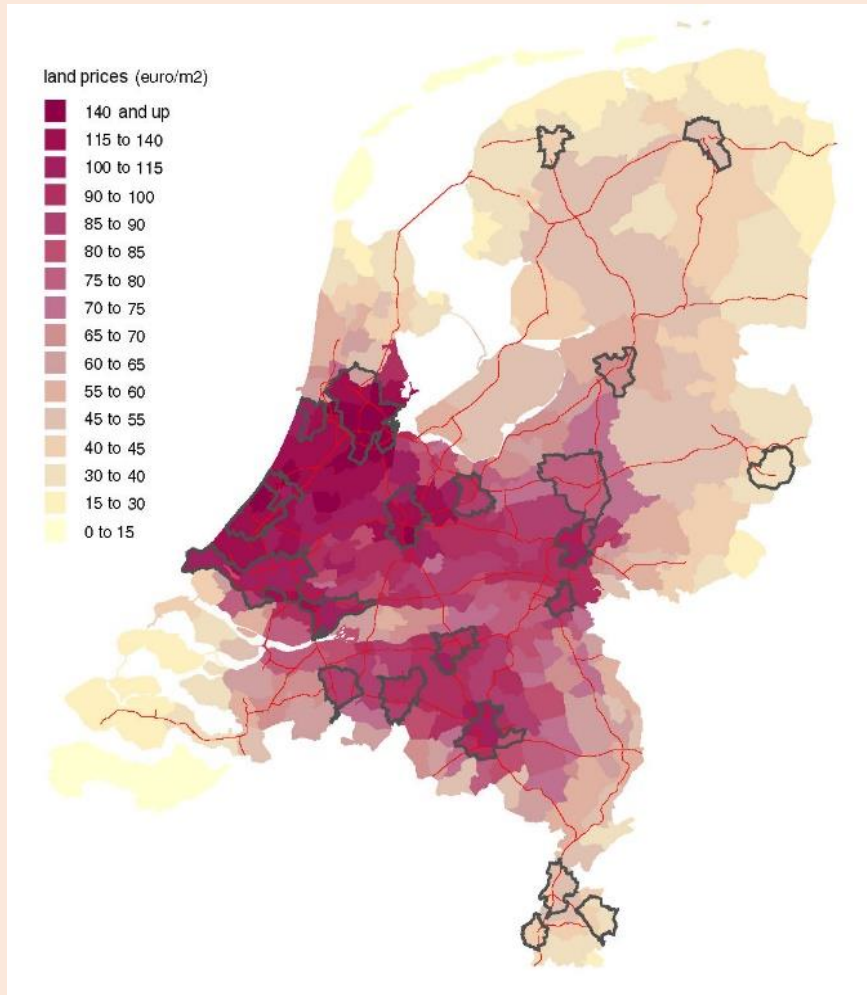 land prices (euro/m2)
140 and up
115 to 140
100 to 115
90 to 100
85 to 90
80 to 85
75 to 80
70 to 75
65 to 70
60 to 65
55 to 60
45 to 55
40 to 45
30 to 40
15 to 30
0 to 15